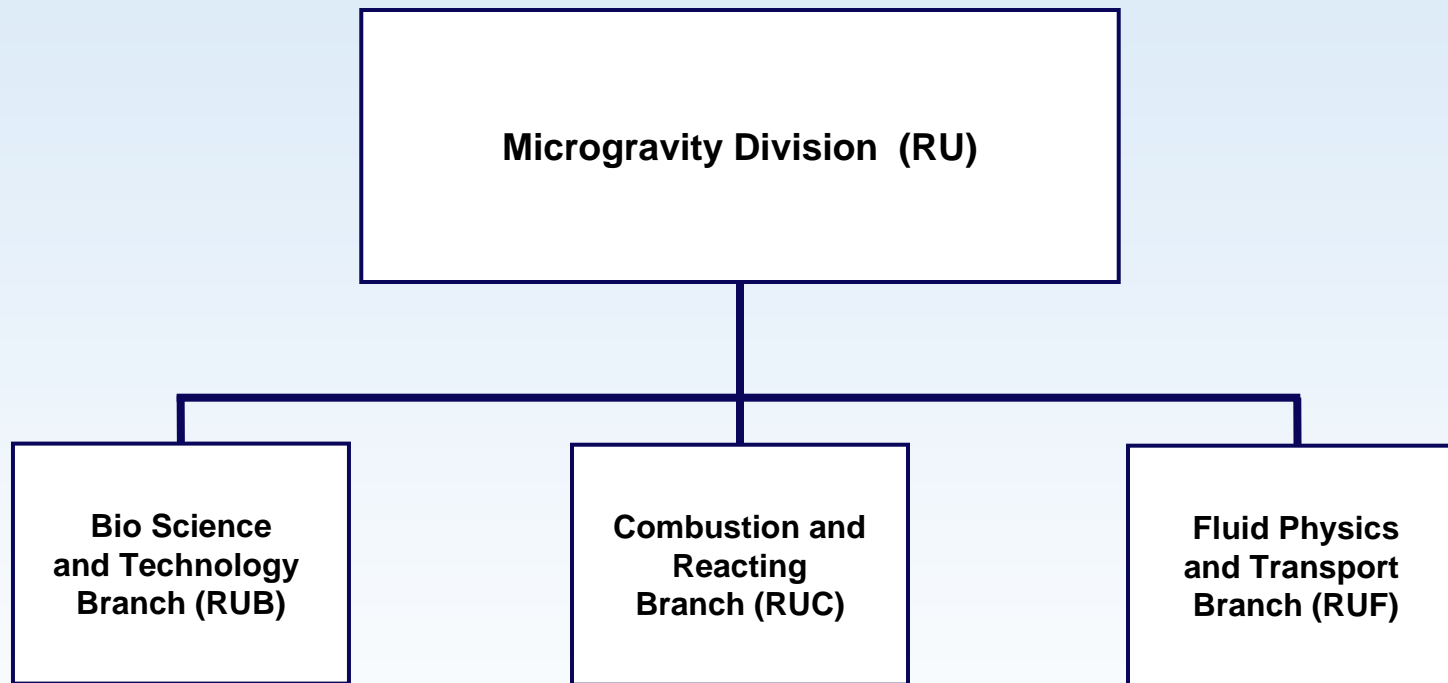 Microgravity Division  (RU)
Bio Science
and Technology
Branch (RUB)
Combustion and
Reacting
Branch (RUC)
Fluid Physics
and Transport
Branch (RUF)